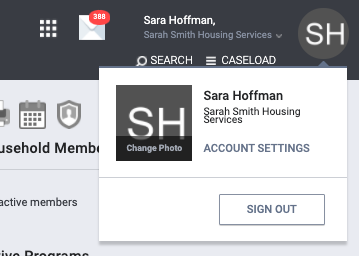 388
Sara Hoffman,
Sarah Smith Housing Services
SH
SEARCH
CASELOAD
SH
Change Photo
Sara Hoffman
Sarah Smith Housing
Services
ACCOUNT SETTINGS
usehold Membe
active members
SIGN OUT
ive Programs